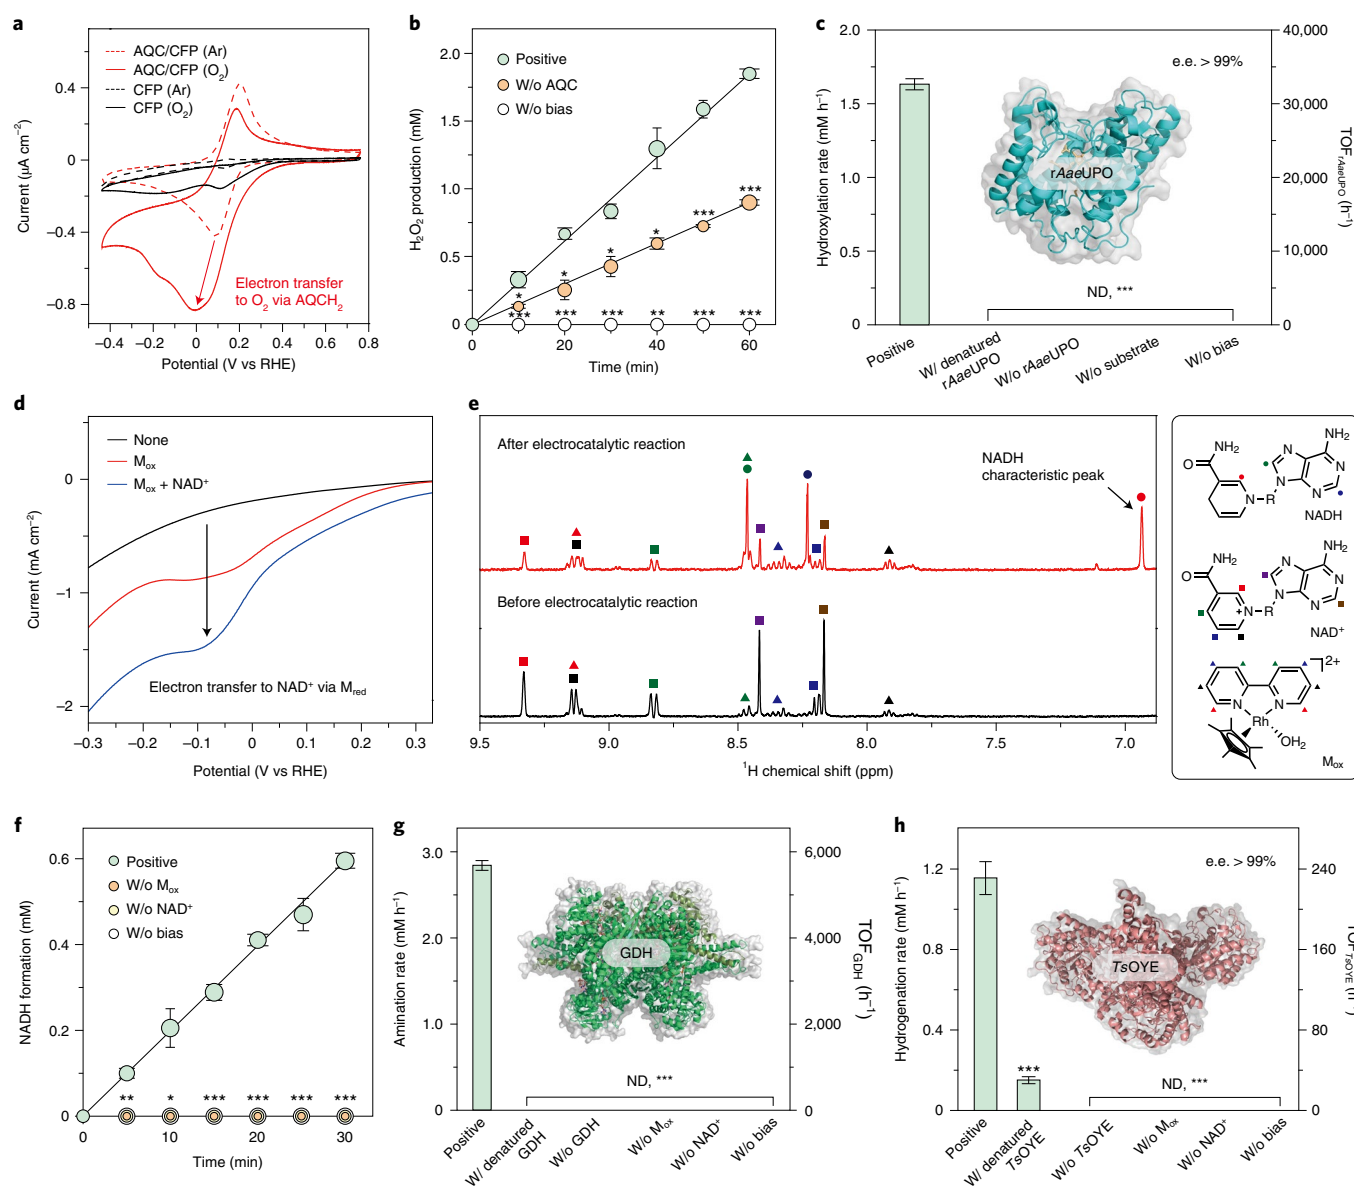 a
AQC/CFP (Ar)
AQC/CFP (O2)
CFP (Ar)
CFP (O2)
0.4
0
−0.4
−0.8
Current (μA cm−2)
Electron transfer
to O2 via AQCH2
−0.4 −0.2 0 0.2 0.4 0.6 0.8
Potential (V vs RHE)
b
Positive
W/o AQC
W/o bias
2.0
1.5
1.0
0.5
0
H2O2 production (mM)
* * * * *** ***
*** *** *** ** *** ***
0 20 40 60
Time (min)
c
e.e. > 99%
rAaeUPO
ND, ***
2.0
1.5
1.0
0.5
0
Hydroxylation rate (mM h−1)
40,000
30,000
20,000
10,000
0
TOFrAaeUPO (h−1)
Positive
W/ denatured
rAaeUPO
W/o rAaeUPO
W/o substrate
W/o bias
d
None
Mox
Mox + NAD+
0
−1
−2
Current (mA cm−2)
Electron transfer to NAD+ via Mred
−0.3 −0.2 −0.1 0 0.1 0.2 0.3
Potential (V vs RHE)
e
After electrocatalytic reaction
NADH
characteristic peak
Before electrocatalytic reaction
9.5 9.0 8.5 8.0 7.5 7.0
1H chemical shift (ppm)
NH2
NH2
O
N
N
N
N
N
R
NADH
NH2
NH2
O
N
N
N
N
N
+
R
NAD+
2+
N
N
Rh
OH2
Mox
f
Positive
W/o Mox
W/o NAD+
W/o bias
0.6
0.4
0.2
0
NADH formation (mM)
** * *** *** *** ***
0 10 20 30
Time (min)
g
GDH
ND, ***
3.0
2.0
1.0
0
Amination rate (mM h−1)
6,000
4,000
2,000
0
TOFGDH (h−1)
Positive
W/ denatured
GDH
W/o GDH
W/o Mox
W/o NAD+
W/o bias
h
e.e. > 99%
TsOYE
***
ND, ***
1.2
0.8
0.4
0
Hydrogenation rate (mM h−1)
240
160
80
0
TOFTsOYE (h−1)
Positive
W/ denatured
TsOYE
W/o TsOYE
W/o Mox
W/o NAD+
W/o bias